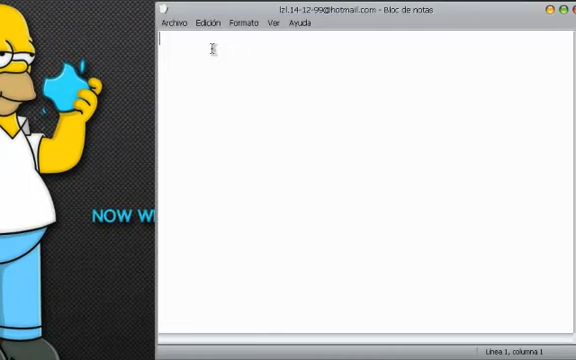 lzl.14-12-99@hotmail.com - Bloc de notas
Archivo Edición Formato Ver Ayuda
NOW W
Línea 1, columna 1